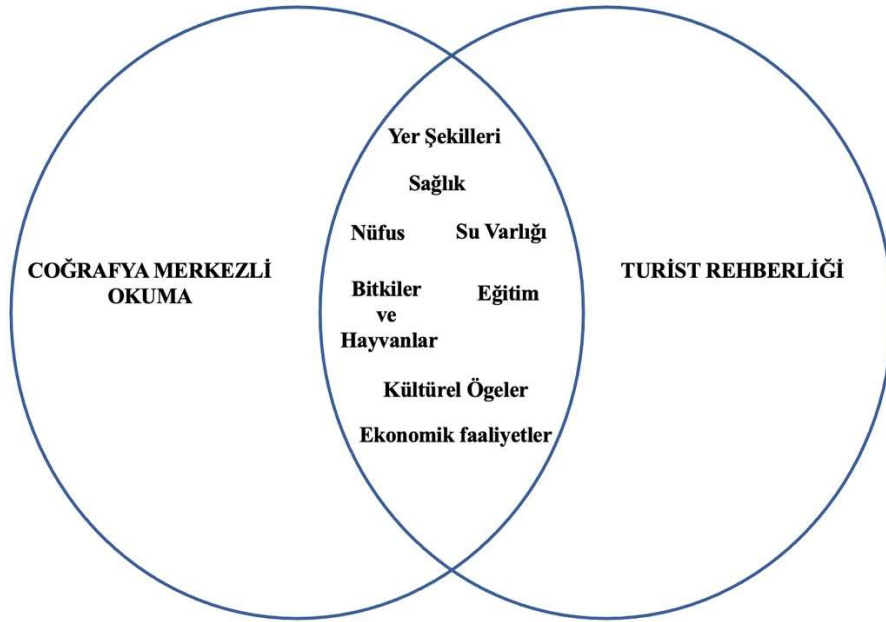 Yer Şekilleri
Sağlık
Nüfus
Su Varlığı
COĞRAFYA MERKEZLİ
OKUMA
Bitkiler
ve
Hayvanlar
Eğitim
TURİST REHBERLİĞİ
Kültürel Ögeler
Ekonomik faaliyetler